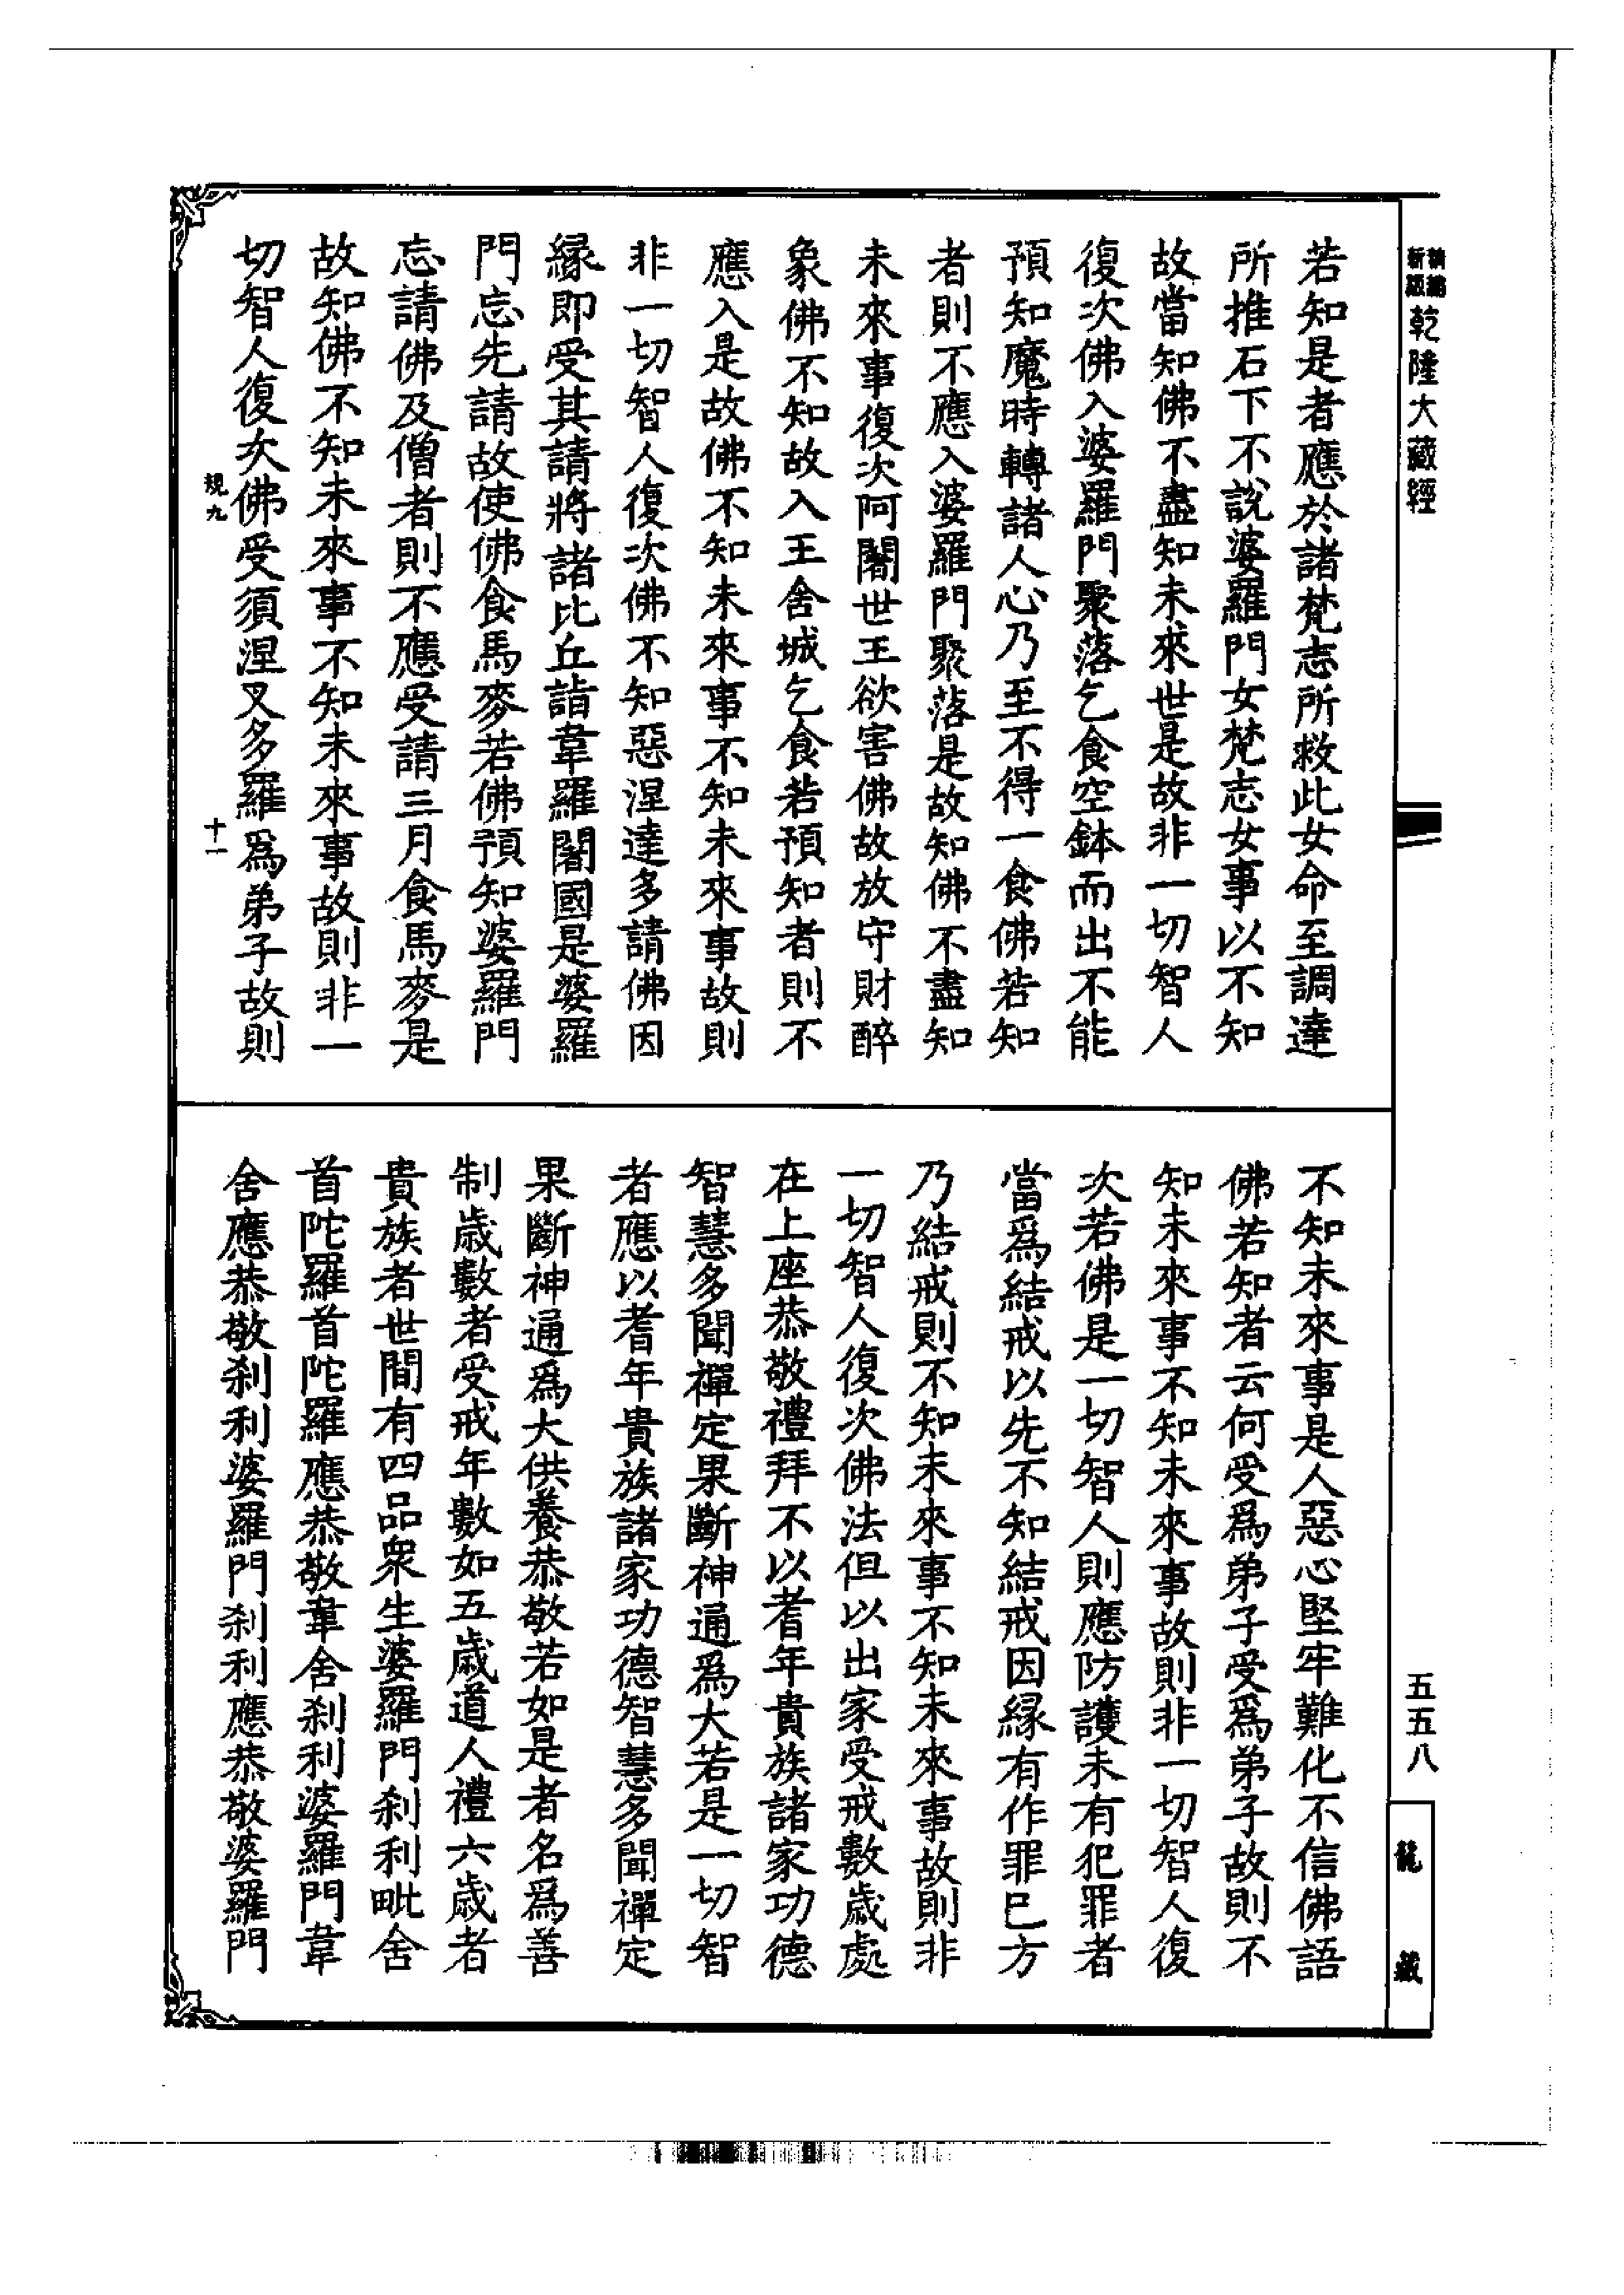 乾隆大藏經
若知是者應於諸梵志所救此女命至調達
所推石下不說婆羅門女梵志女事以不知
故當知佛不盡知未來世是故非一切智人
復次佛入婆羅門聚落乞食空鉢而出不能
預知魔時轉諸人心乃至不得一食佛若知
者則不應入婆羅門聚落是故知佛不盡知
未來事復次阿闍世王欲害佛故放守財醉
象佛不知故入王舍城乞食若預知者則不
應入是故佛不知未來事不知未來事故則
非一切智人復次佛不知惡涅達多請佛因
緣即受其請將諸比丘詣韋羅闍國是婆羅
門忘先請故使佛食馬麥若佛預知婆羅門
忘請佛及僧者則不應受請三月食馬麥是
故知佛不知未來事不知未來事故則非一
切智人復次佛受須涅叉多羅為弟子故則
規九
十一
不知未來事是人惡心堅牢難化不信佛語
佛若知者云何受為弟子受為弟子故則不
知未來事不知未來事故則非一切智人復
次若佛是一切智人則應防護未有犯罪者
當為結戒以先不知結戒因緣有作罪已方
乃結戒則不知未來事不知未來事故則非
一切智人復次佛法但以出家受戒數歲處
在上座恭敬禮拜不以耆年貴族諸家功德
智慧多聞禪定果斷神通為大若是一切智
者應以耆年貴族諸家功德智慧多聞禪定
果斷神通為大供養恭敬若如是者名為善
制歲數者受戒年數如五歲道人禮六歲者
貴族者世間有四品衆生婆羅門刹利毗舍
首陀羅首陀羅應恭敬韋舍刹利婆羅門韋
舍應恭敬刹利婆羅門刹利應恭敬婆羅門
五五八
龍藏